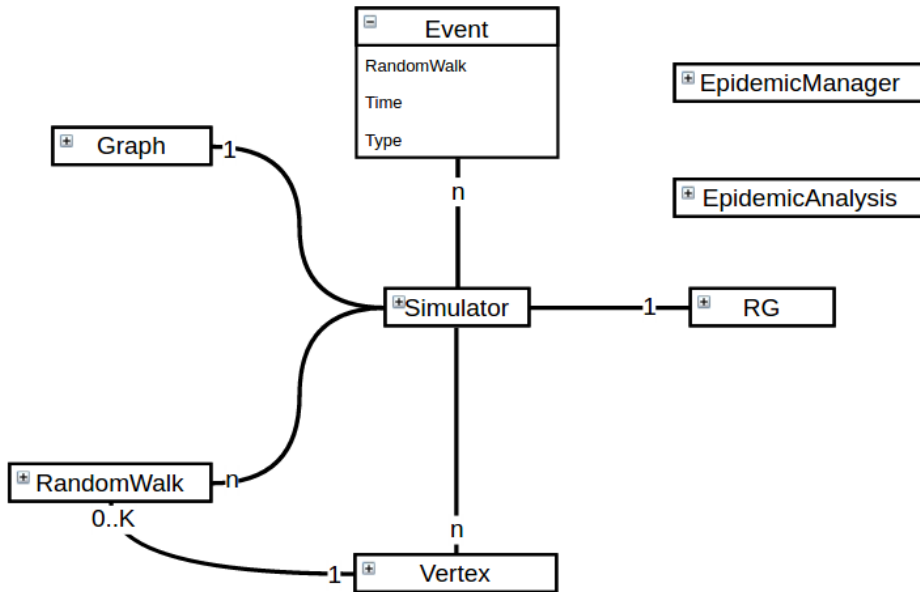 Event
RandomWalk
Time
Type
EpidemicManager
Graph
1
EpidemicAnalysis
n
Simulator
1
RG
RandomWalk
n
0..K
n
1
Vertex